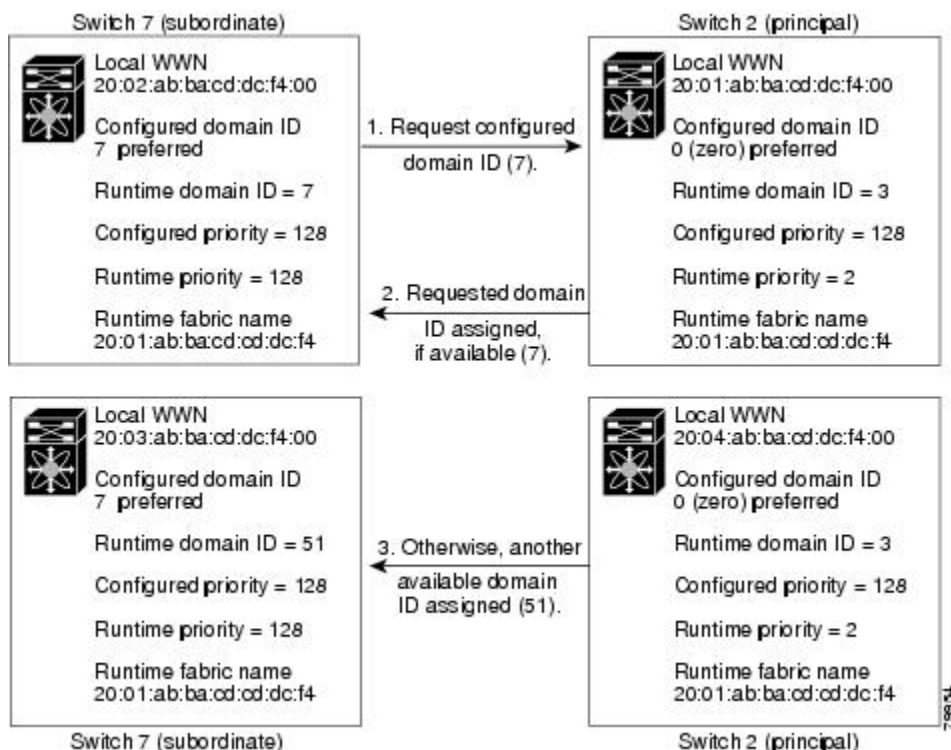 Switch 7 (subordinate)
Switch 2 (principal)
Local WWN
20:02:ab:ba:cd:dc:f4:00
Configured domain ID
7 preferred
Runtime domain ID = 7
Configured priority = 128
Runtime priority = 128
Runtime fabric name
20:01:ab:ba:cd:cd:dc:f4
1. Request configured
domain ID (7).
2. Requested domain
ID assigned,
if available (7).
Local WWN
20:01:ab:ba:cd:dc:f4:00
Configured domain ID
0 (zero) preferred
Runtime domain ID = 3
Configured priority = 128
Runtime priority = 2
Runtime fabric name
20:01:ab:ba:cd:cd:dc:f4
Local WWN
20:03:ab:ba:cd:dc:f4:00
Configured domain ID
7 preferred
Runtime domain ID = 51
Configured priority = 128
Runtime priority = 128
Runtime fabric name
20:01:ab:ba:cd:cd:dc:f4
3. Otherwise, another
available domain
ID assigned (51).
Local WWN
20:04:ab:ba:cd:dc:f4:00
Configured domain ID
0 (zero) preferred
Runtime domain ID = 3
Configured priority = 128
Runtime priority = 2
Runtime fabric name
20:01:ab:ba:cd:cd:dc:f4
Switch 7 (subordinate)
Switch 2 (principal)